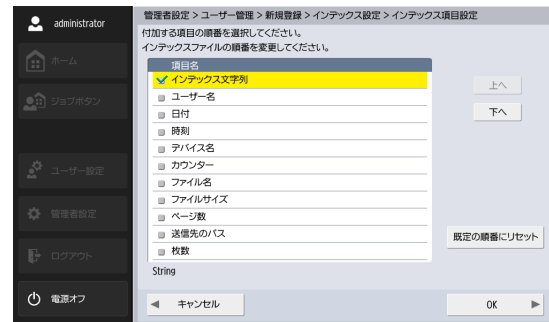 administrator
ホーム
ジョブボタン
ユーザー設定
管理者設定
ログアウト
電源オフ
管理者設定 > ユーザー管理 > 新規登録 > インデックス設定 > インデックス項目設定
付加する項目の順番を選択してください。
インデックスファイルの順番を変更してください。
項目名
インデックス文字列
ユーザー名
日付
時刻
デバイス名
カウンター
ファイル名
ファイルサイズ
ページ数
送信先のパス
枚数
String
上へ
下へ
既定の順番にリセット
キャンセル
OK